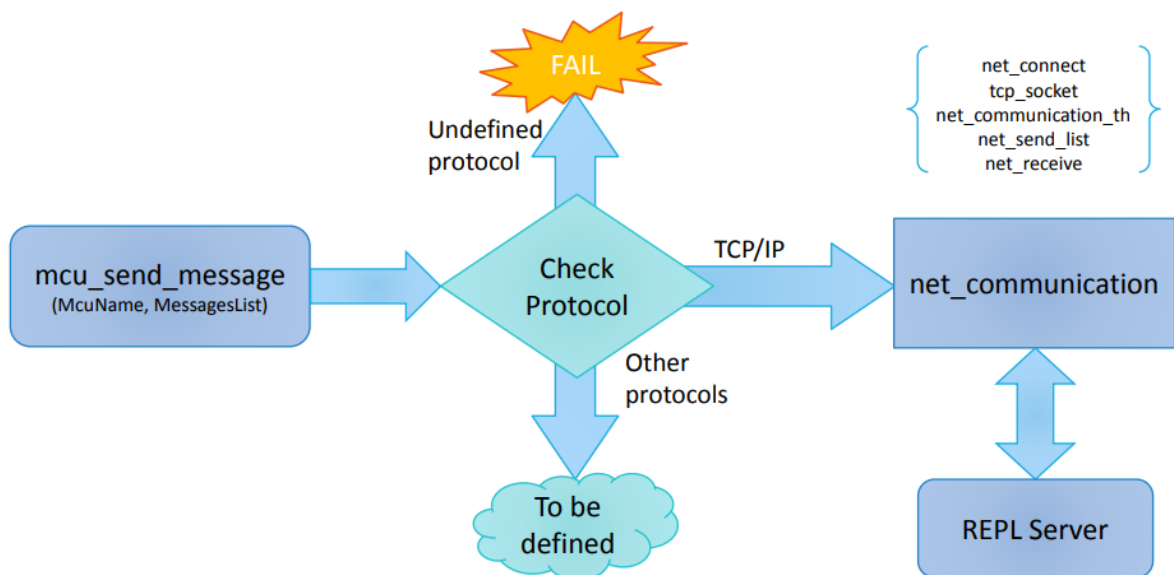 FAIL
net_connect
tcp_socket
net_communication_th
net_send_list
net_receive
Undefined
protocol
mcu_send_message
(McuName, MessagesList)
Check
Protocol
TCP/IP
net_communication
Other
protocols
To be
defined
REPL Server